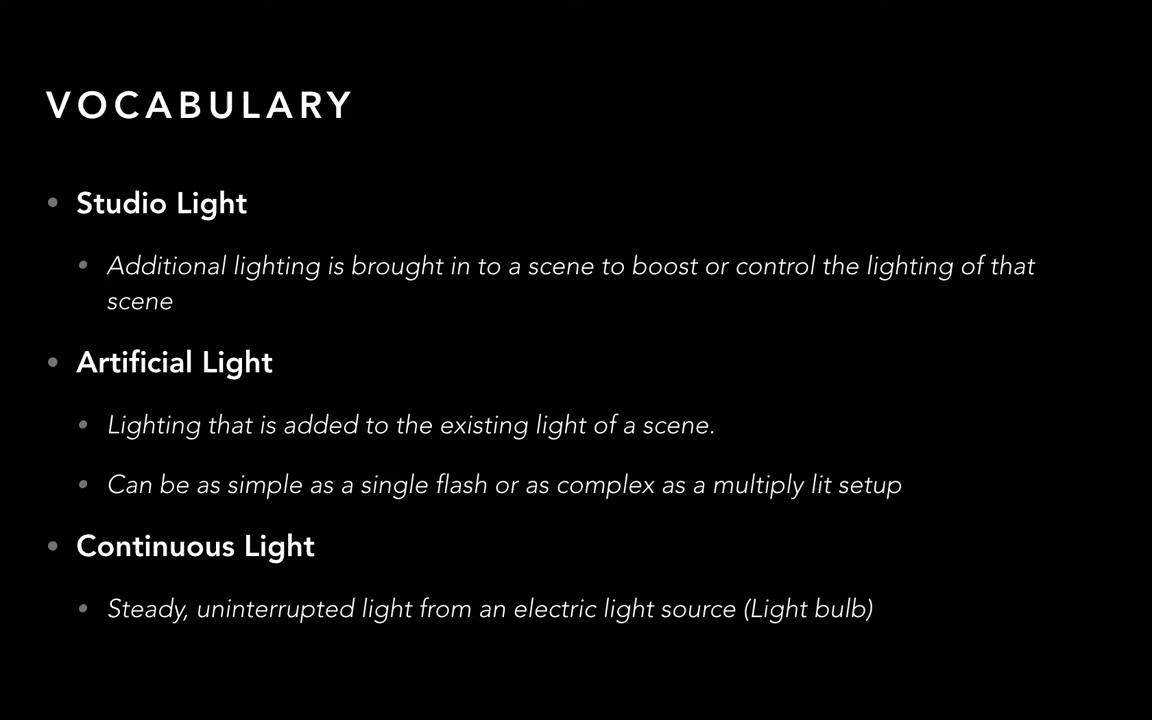 VOCABULARY
• Studio Light
• Additional lighting is brought in to a scene to boost or control the lighting of that
scene
• Artificial Light
• Lighting that is added to the existing light of a scene.
• Can be as simple as a single flash or as complex as a multiply lit setup
• Continuous Light
• Steady, uninterrupted light from an electric light source (Light bulb)